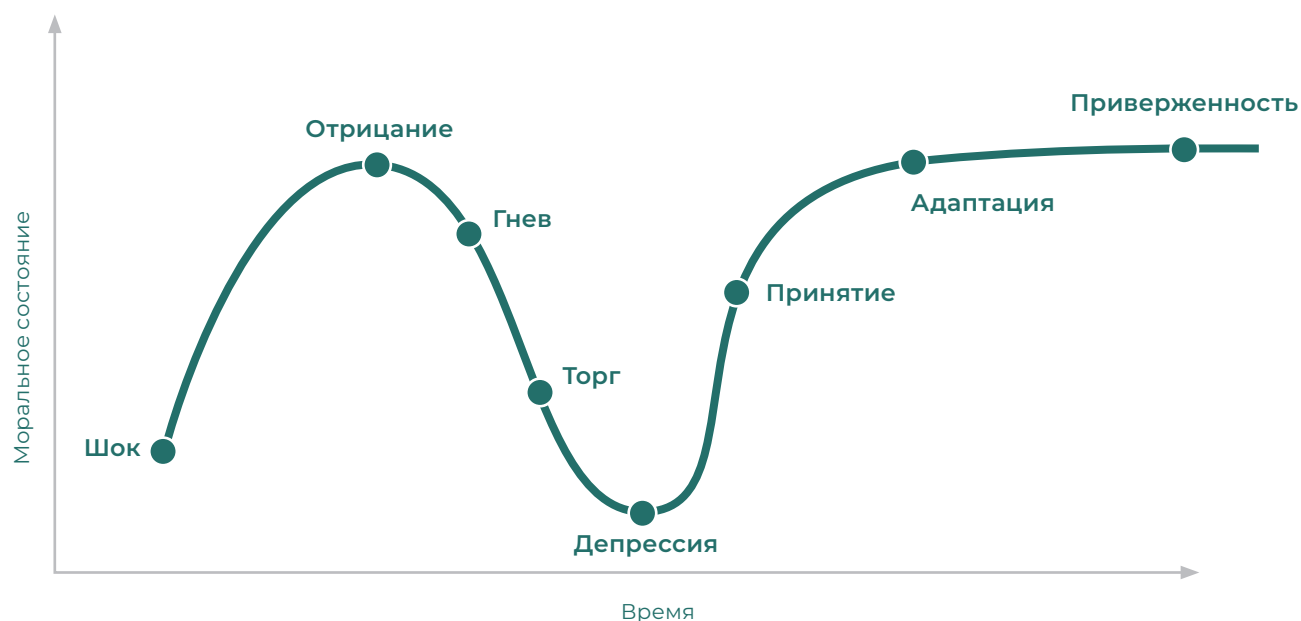 Приверженность
Отрицание
Адаптация
Гнев
Принятие
Торг
Шок
Депрессия
Моральное состояние
Время